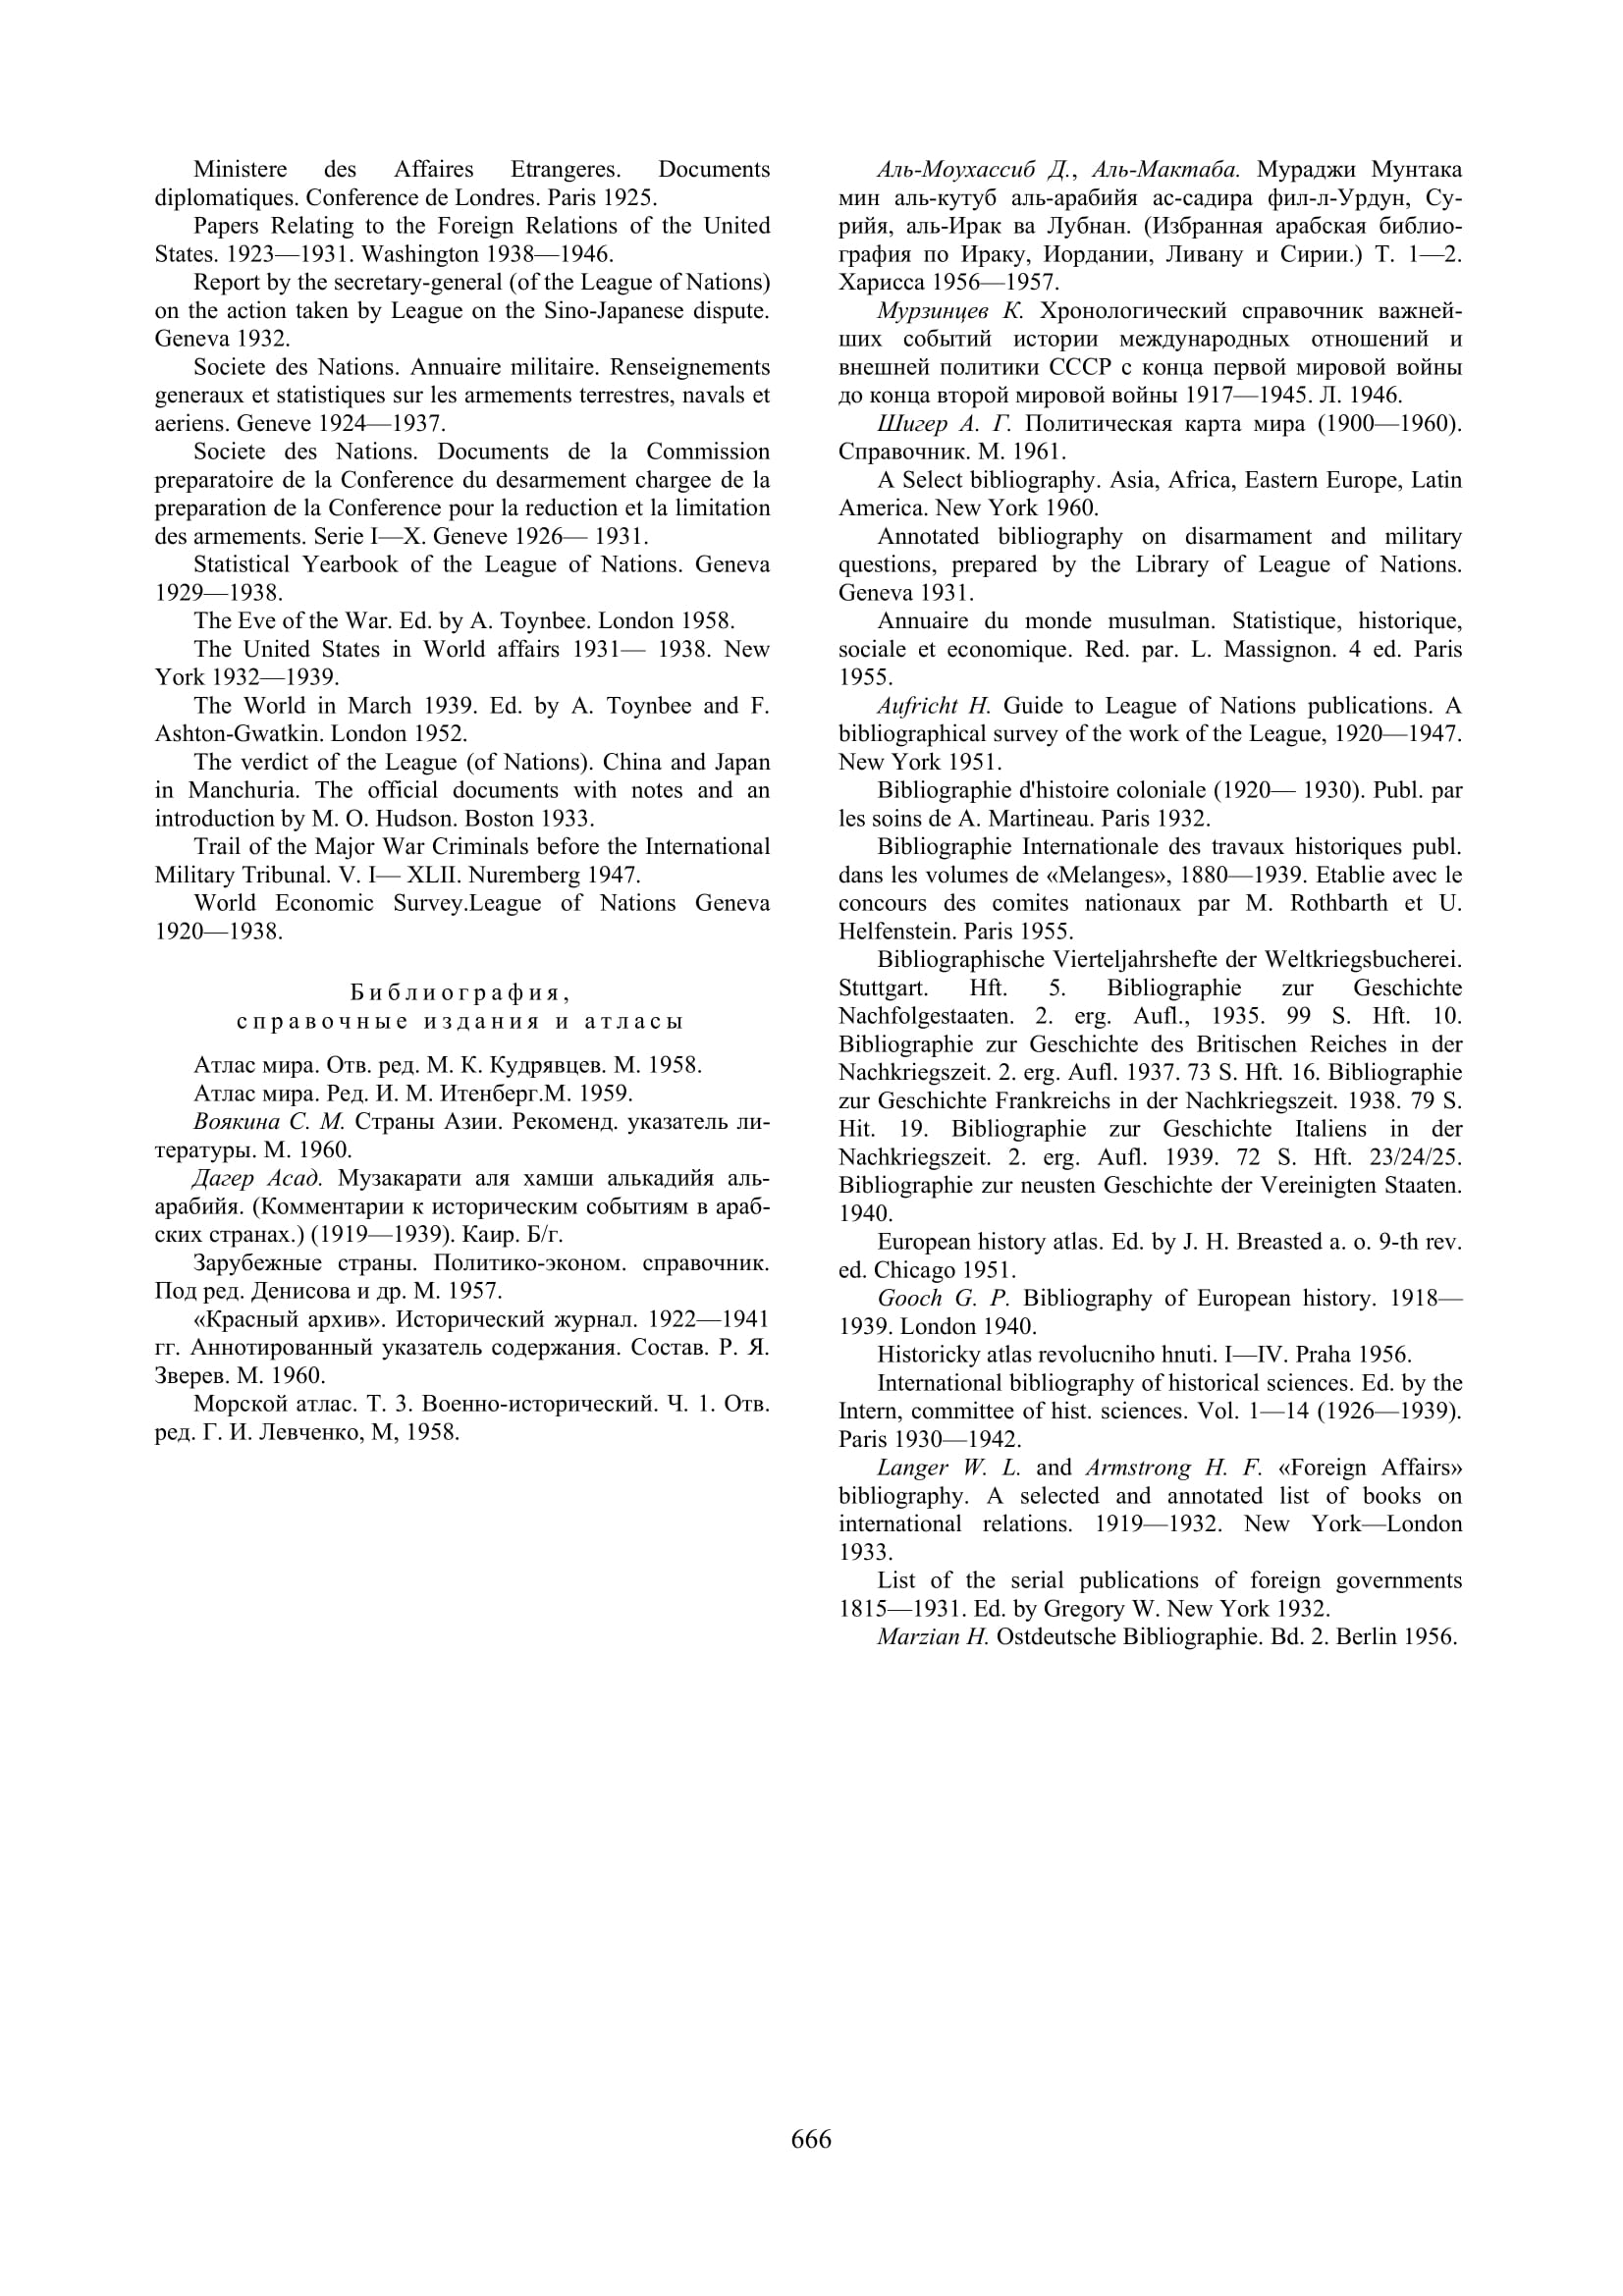 Ministere des Affaires Etrangeres. Documents
diplomatiques. Conference de Londres. Paris 1925.
Papers Relating to the Foreign Relations of the United
States. 1923—1931. Washington 1938—1946.
Report by the secretary-general (of the League of Nations)
on the action taken by League on the Sino-Japanese dispute.
Geneva 1932.
Societe des Nations. Annuaire militaire. Renseignements
generaux et statistiques sur les armements terrestres, navals et
aeriens. Geneve 1924—1937.
Societe des Nations. Documents de la Commission
preparatoire de la Conference du desarmement chargee de la
preparation de la Conference pour la reduction et la limitation
des armements. Serie I—X. Geneve 1926— 1931.
Statistical Yearbook of the League of Nations. Geneva
1929—1938.
The Eve of the War. Ed. by A. Toynbee. London 1958.
The United States in World affairs 1931— 1938. New
York 1932—1939.
The World in March 1939. Ed. by A. Toynbee and F.
Ashton-Gwatkin. London 1952.
The verdict of the League (of Nations). China and Japan
in Manchuria. The official documents with notes and an
introduction by M. O. Hudson. Boston 1933.
Trail of the Major War Criminals before the International
Military Tribunal. V. I— XLII. Nuremberg 1947.
World Economic Survey.League of Nations Geneva
1920—1938.
Библиография,
справочные издания и атласы
Атлас мира. Отв. ред. М. К. Кудрявцев. М. 1958.
Атлас мира. Ред. И. М. Итенберг.М. 1959.
Воякина С. М. Страны Азии. Рекоменд. указатель ли-
тературы. М. 1960.
Дагер Асад. Музакарати аля хамши алькадийя аль-
арабийя. (Комментарии к историческим событиям в араб-
ских странах.) (1919—1939). Каир. Б/г.
Зарубежные страны. Политико-эконом. справочник.
Под ред. Денисова и др. М. 1957.
«Красный архив». Исторический журнал. 1922—1941
гг. Аннотированный указатель содержания. Состав. Р. Я.
Зверев. М. 1960.
Морской атлас. Т. 3. Военно-исторический. Ч. 1. Отв.
ред. Г. И. Левченко, М, 1958.
Аль-Моухассиб Д., Аль-Мактаба. Мураджи Мунтака
мин аль-кутуб аль-арабийя ас-садира фил-л-Урдун, Су-
рийя, аль-Ирак ва Лубнан. (Избранная арабская библио-
графия по Ираку, Иордании, Ливану и Сирии.) Т. 1—2.
Харисса 1956—1957.
Мурзинцев К. Хронологический справочник важней-
ших событий истории международных отношений и
внешней политики СССР с конца первой мировой войны
до конца второй мировой войны 1917—1945. Л. 1946.
Шигер А. Г. Политическая карта мира (1900—1960).
Справочник. М. 1961.
A Select bibliography. Asia, Africa, Eastern Europe, Latin
America. New York 1960.
Annotated bibliography on disarmament and military
questions, prepared by the Library of League of Nations.
Geneva 1931.
Annuaire du monde musulman. Statistique, historique,
sociale et economique. Red. par. L. Massignon. 4 ed. Paris
1955.
Aufricht H. Guide to League of Nations publications. A
bibliographical survey of the work of the League, 1920—1947.
New York 1951.
Bibliographie d'histoire coloniale (1920— 1930). Publ. par
les soins de A. Martineau. Paris 1932.
Bibliographie Internationale des travaux historiques publ.
dans les volumes de «Melanges», 1880—1939. Etablie avec le
concours des comites nationaux par M. Rothbarth et U.
Helfenstein. Paris 1955.
Bibliographische Vierteljahrshefte der Weltkriegsbucherei.
Stuttgart. Hft. 5. Bibliographie zur Geschichte
Nachfolgestaaten. 2. erg. Aufl., 1935. 99 S. Hft. 10.
Bibliographie zur Geschichte des Britischen Reiches in der
Nachkriegszeit. 2. erg. Aufl. 1937. 73 S. Hft. 16. Bibliographie
zur Geschichte Frankreichs in der Nachkriegszeit. 1938. 79 S.
Hit. 19. Bibliographie zur Geschichte Italiens in der
Nachkriegszeit. 2. erg. Aufl. 1939. 72 S. Hft. 23/24/25.
Bibliographie zur neusten Geschichte der Vereinigten Staaten.
1940.
European history atlas. Ed. by J. H. Breasted a. o. 9-th rev.
ed. Chicago 1951.
Gooch G. P. Bibliography of European history. 1918—
1939. London 1940.
Historicky atlas revolucniho hnuti. I—IV. Praha 1956.
International bibliography of historical sciences. Ed. by the
Intern, committee of hist. sciences. Vol. 1—14 (1926—1939).
Paris 1930—1942.
Langer W. L. and Armstrong H. F. «Foreign Affairs»
bibliography. A selected and annotated list of books on
international relations. 1919—1932. New York—London
1933.
List of the serial publications of foreign governments
1815—1931. Ed. by Gregory W. New York 1932.
Marzian H. Ostdeutsche Bibliographie. Bd. 2. Berlin 1956.
666